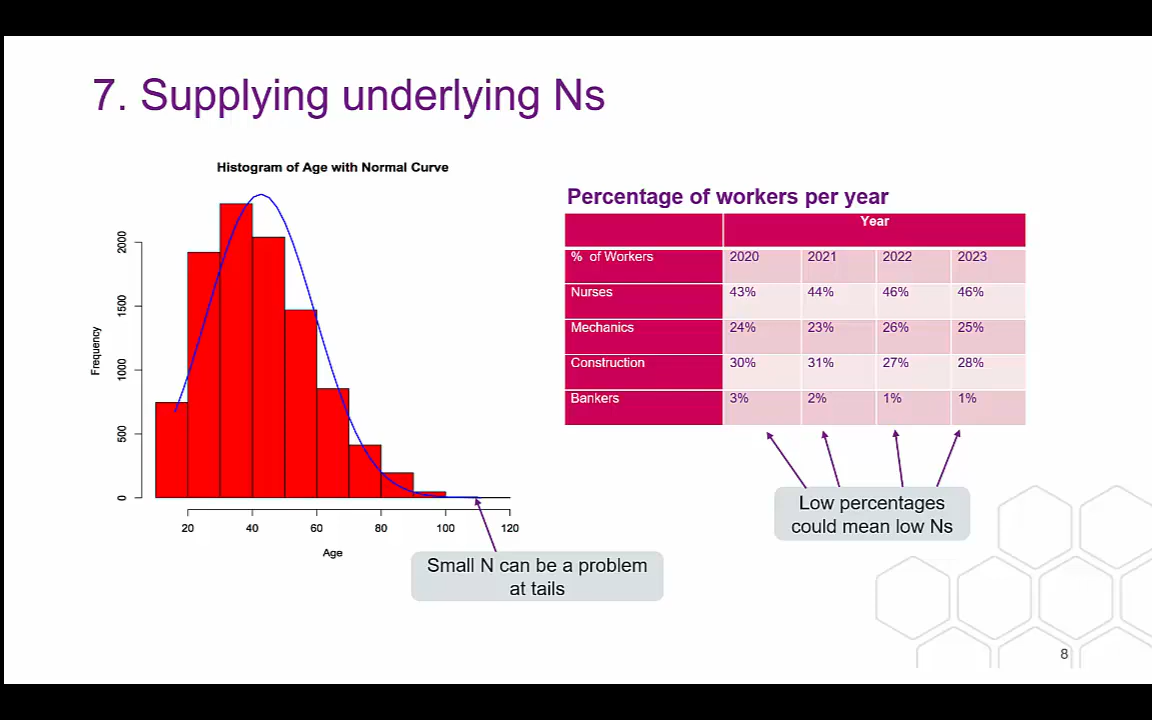 7. Supplying underlying Ns
Histogram of Age with Normal Curve
Frequency
0
500
1000
1500
2000
20 40 60 80 100 120
Age
Small N can be a problem
at tails
Percentage of workers per year
Year
% of Workers 2020 2021 2022 2023
Nurses 43% 44% 46% 46%
Mechanics 24% 23% 26% 25%
Construction 30% 31% 27% 28%
Bankers 3% 2% 1% 1%
Low percentages
could mean low Ns
8